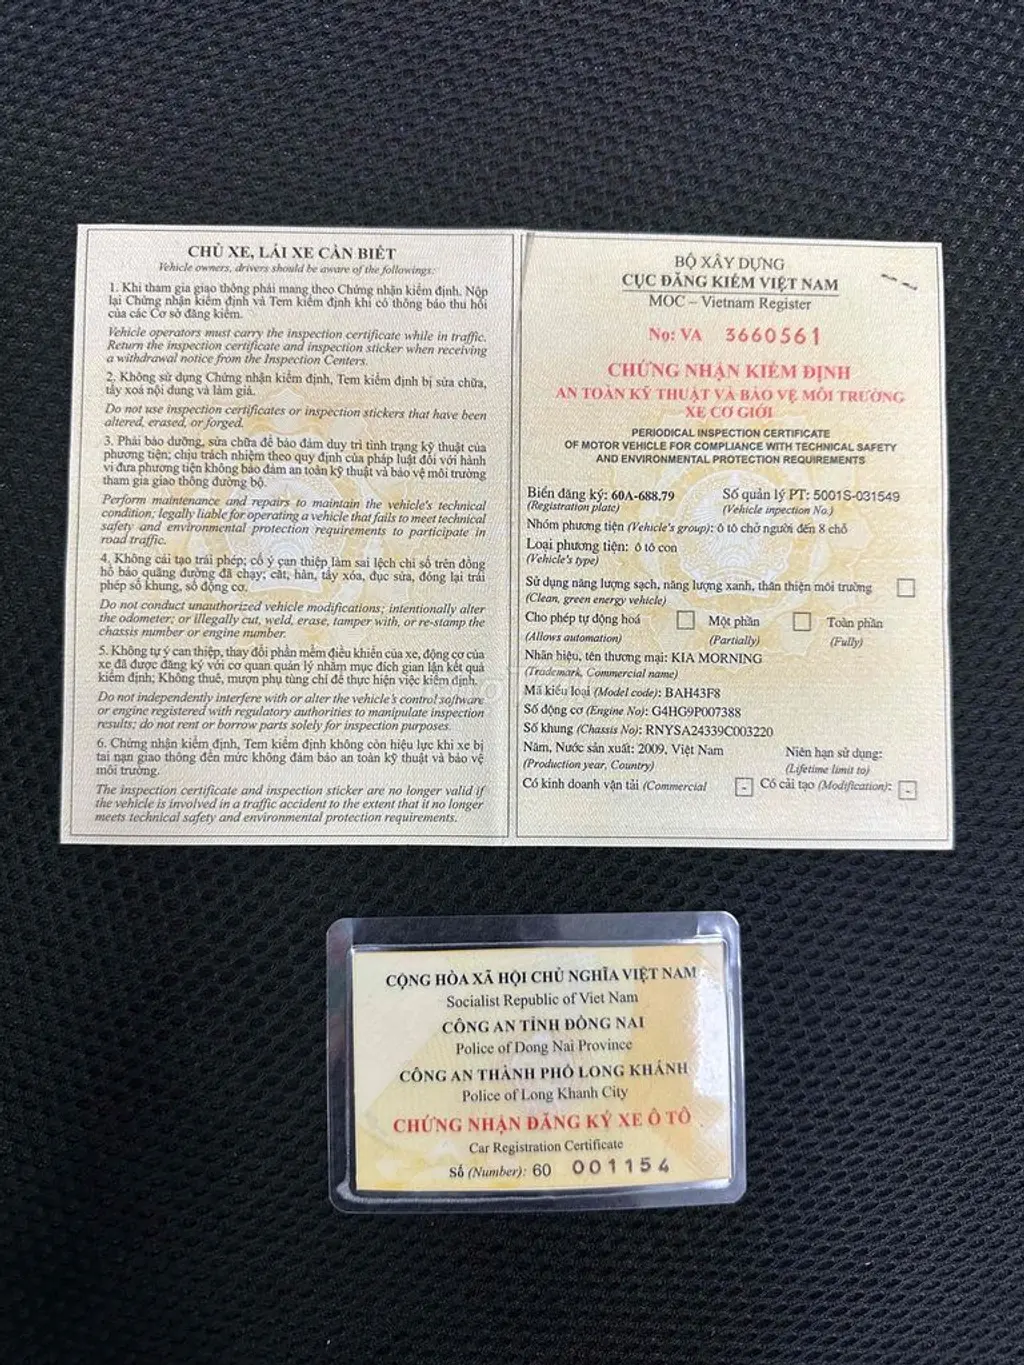 CHỦ XE, LÁI XE CẦN BIẾT
Vehicle owners, drivers should be aware of the followings:
1. Khi tham gia giao thông phải mang theo Chứng nhận kiểm định. Nộp
lại Chứng nhận kiểm định và Tem kiểm định khi có thông báo thu hồi
của các Cơ sở đăng kiểm.
Vehicle operators must carry the inspection certificate while in traffic.
Return the inspection certificate and inspection sticker when receiving
a withdrawal notice from the Inspection Centers.
2. Không sử dụng Chứng nhận kiểm định, Tem kiểm định bị sửa chữa,
tẩy xoá nội dung và làm giả.
Do not use inspection certificates or inspection stickers that have been
altered, erased, or forged.
3. Phải bảo dưỡng, sửa chữa để bảo đảm duy trì tình trạng kỹ thuật của
phương tiện; chịu trách nhiệm theo quy định của pháp luật đối với hành
vi đưa phương tiện không bảo đảm an toàn kỹ thuật và bảo vệ môi trường
tham gia giao thông đường bộ.
Perform maintenance and repairs to maintain the vehicle's technical
condition; legally liable for operating a vehicle that fails to meet technical
safety and environmental protection requirements to participate in
road traffic.
4. Không cải tạo trái phép; cố ý can thiệp làm sai lệch chỉ số trên đồng
hồ báo quãng đường đã chạy; cắt, hàn, tẩy xóa, đục sửa, đóng lại trái
phép số khung, số động cơ.
Do not conduct unauthorized vehicle modifications; intentionally alter
the odometer; or illegally cut, weld, erase, tamper with, or re-stamp the
chassis number or engine number.
5. Không tự ý can thiệp, thay đổi phần mềm điều khiển của xe, động cơ của
xe đã được đăng ký với cơ quan quản lý nhằm mục đích gian lận kết quả
kiểm định; Không thuê, mượn phụ tùng chỉ để thực hiện việc kiểm định.
Do not independently interfere with or alter the vehicle's control software
or engine registered with regulatory authorities to manipulate inspection
results; do not rent or borrow parts solely for inspection purposes.
6. Chứng nhận kiểm định, Tem kiểm định không còn hiệu lực khi xe bị
tai nạn giao thông đến mức không đảm bảo an toàn kỹ thuật và bảo vệ
môi trường.
The inspection certificate and inspection sticker are no longer valid if
the vehicle is involved in a traffic accident to the extent that it no longer
meets technical safety and environmental protection requirements.
BỘ XÂY DỰNG
CỤC ĐĂNG KIỂM VIỆT NAM
MOC – Vietnam Register
No: VA 3660561
CHỨNG NHẬN KIỂM ĐỊNH
AN TOÀN KỸ THUẬT VÀ BẢO VỆ MÔI TRƯỜNG
XE CƠ GIỚI
PERIODICAL INSPECTION CERTIFICATE
OF MOTOR VEHICLE FOR COMPLIANCE WITH TECHNICAL SAFETY
AND ENVIRONMENTAL PROTECTION REQUIREMENTS
Biển đăng ký: 60A-688.79 Số quản lý PT: 5001S-031549
(Registration plate) (Vehicle inpection No.)
Nhóm phương tiện (Vehicle's group): ô tô chở người đến 8 chỗ
Loại phương tiện: ô tô con
(Vehicle's type)
Sử dụng năng lượng sạch, năng lượng xanh, thân thiện môi trường
(Clean, green energy vehicle)
Cho phép tự động hoá Một phần Toàn phần
(Allows automation) (Partially) (Fully)
Nhãn hiệu, tên thương mại: KIA MORNING
(Trademark, Commercial name)
Mã kiểu loại (Model code): BAH43F8
Số động cơ (Engine No): G4HG9P007388
Số khung (Chassis No): RNYSA24339C003220
Năm, Nước sản xuất: 2009, Việt Nam Niên hạn sử dụng:
(Production year, Country) (Lifetime limit to)
Có kinh doanh vận tải (Commercial - Có cải tạo (Modification): -
CỘNG HÒA XÃ HỘI CHỦ NGHĨA VIỆT NAM
Socialist Republic of Viet Nam
CÔNG AN TỈNH ĐỒNG NAI
Police of Dong Nai Province
CÔNG AN THÀNH PHỐ LONG KHÁNH
Police of Long Khanh City
CHỨNG NHẬN ĐĂNG KÝ XE Ô TÔ
Car Registration Certificate
Số (Number): 60 001154